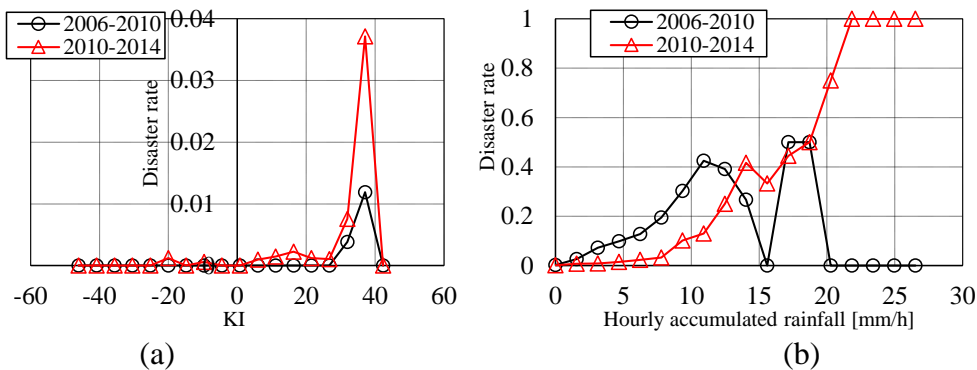 2006-2010
2010-2014
Disaster rate
0.04
0.03
0.02
0.01
0
-60 -40 -20 0 20 40 60
KI
(a)
2006-2010
2010-2014
Disaster rate
1
0.8
0.6
0.4
0.2
0
0 5 10 15 20 25 30
Hourly accumulated rainfall [mm/h]
(b)